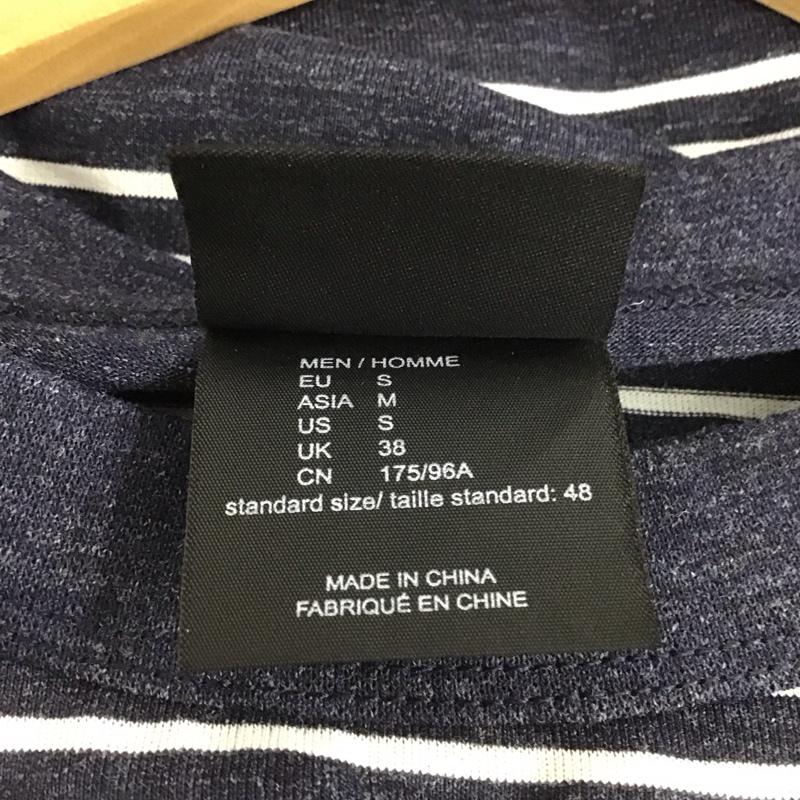 MEN / HOMME
EU S
ASIA M
US S
UK 38
CN 175/96A
standard size/ taille standard: 48
MADE IN CHINA
FABRIQUÉ EN CHINE